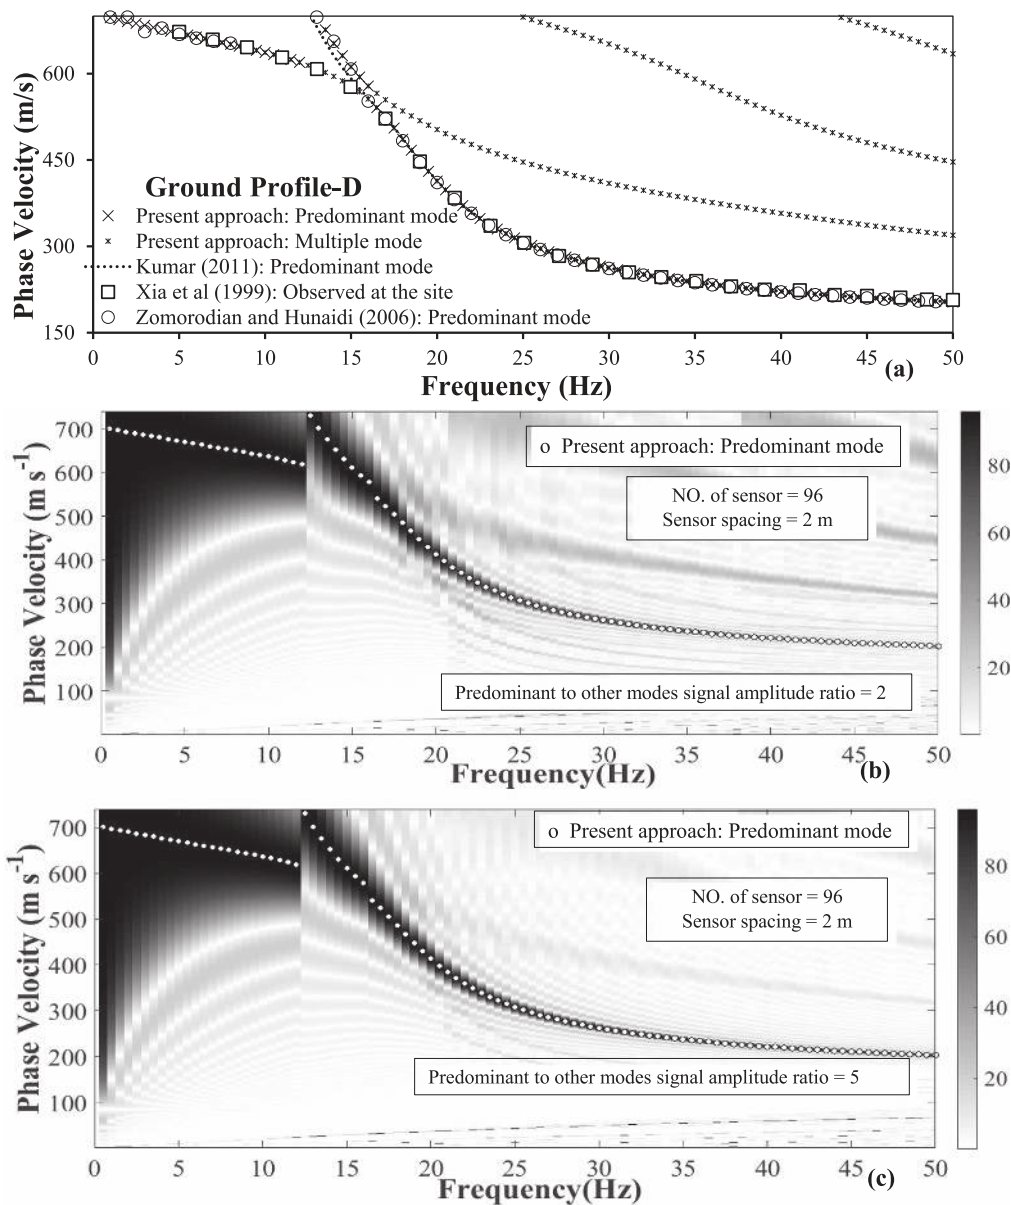 600
450
300
150
Phase Velocity (m/s)
Ground Profile-D
Present approach: Predominant mode
Present approach: Multiple mode
Kumar (2011): Predominant mode
Xia et al (1999): Observed at the site
Zomorodian and Hunaidi (2006): Predominant mode
0 5 10 15 20 25 30 35 40 45 50
Frequency (Hz)
(a)
700
600
500
400
300
200
100
Phase Velocity (m s-1)
o Present approach: Predominant mode
NO. of sensor = 96
Sensor spacing = 2 m
Predominant to other modes signal amplitude ratio = 2
80
60
40
20
0 5 10 15 20 25 30 35 40 45 50
Frequency(Hz)
(b)
700
600
500
400
300
200
100
Phase Velocity (m s-1)
o Present approach: Predominant mode
NO. of sensor = 96
Sensor spacing = 2 m
Predominant to other modes signal amplitude ratio = 5
80
60
40
20
0 5 10 15 20 25 30 35 40 45 50
Frequency(Hz)
(c)